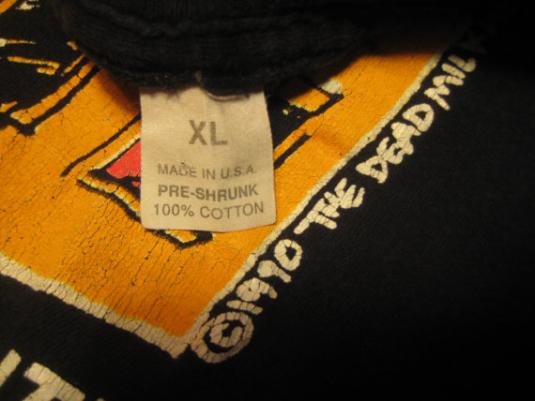 XL
MADE IN U.S.A.
PRE-SHRUNK
100% COTTON
©1990 THE DEAD MIL